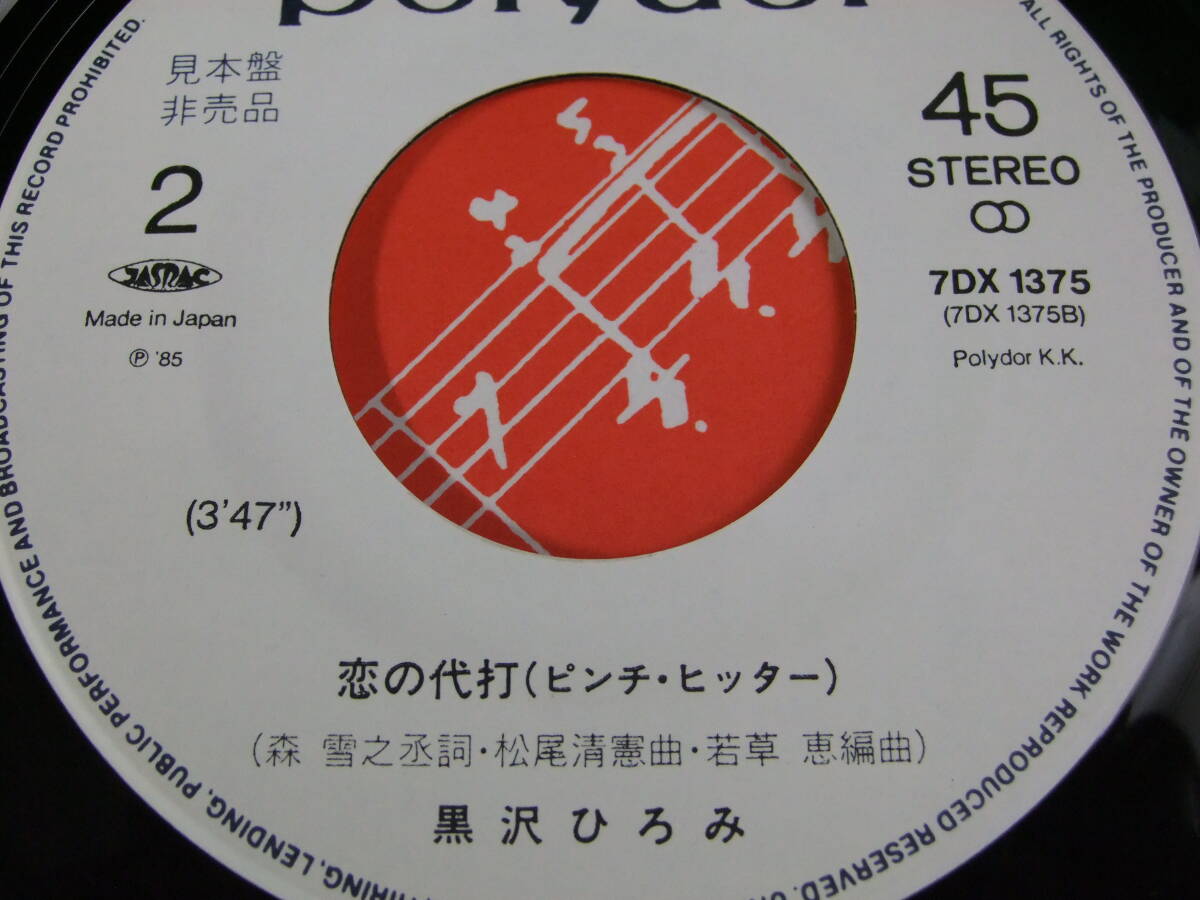 polydor
見本盤
非売品
2
JASRAC
Made in Japan
Ⓟ '85
45
STEREO
7DX 1375
(7DX 1375B)
Polydor K.K.
(3'47")
恋の代打(ピンチ・ヒッター)
(森 雪之丞詞・松尾清憲曲・若草 恵編曲)
黒沢ひろみ
ALL RIGHTS OF THE PRODUCER AND OF THE OWNER OF THE WORK REPRODUCED RESERVED.
HIRING, LENDING, PUBLIC PERFORMANCE AND BROADCASTING OF THIS RECORD PROHIBITED.